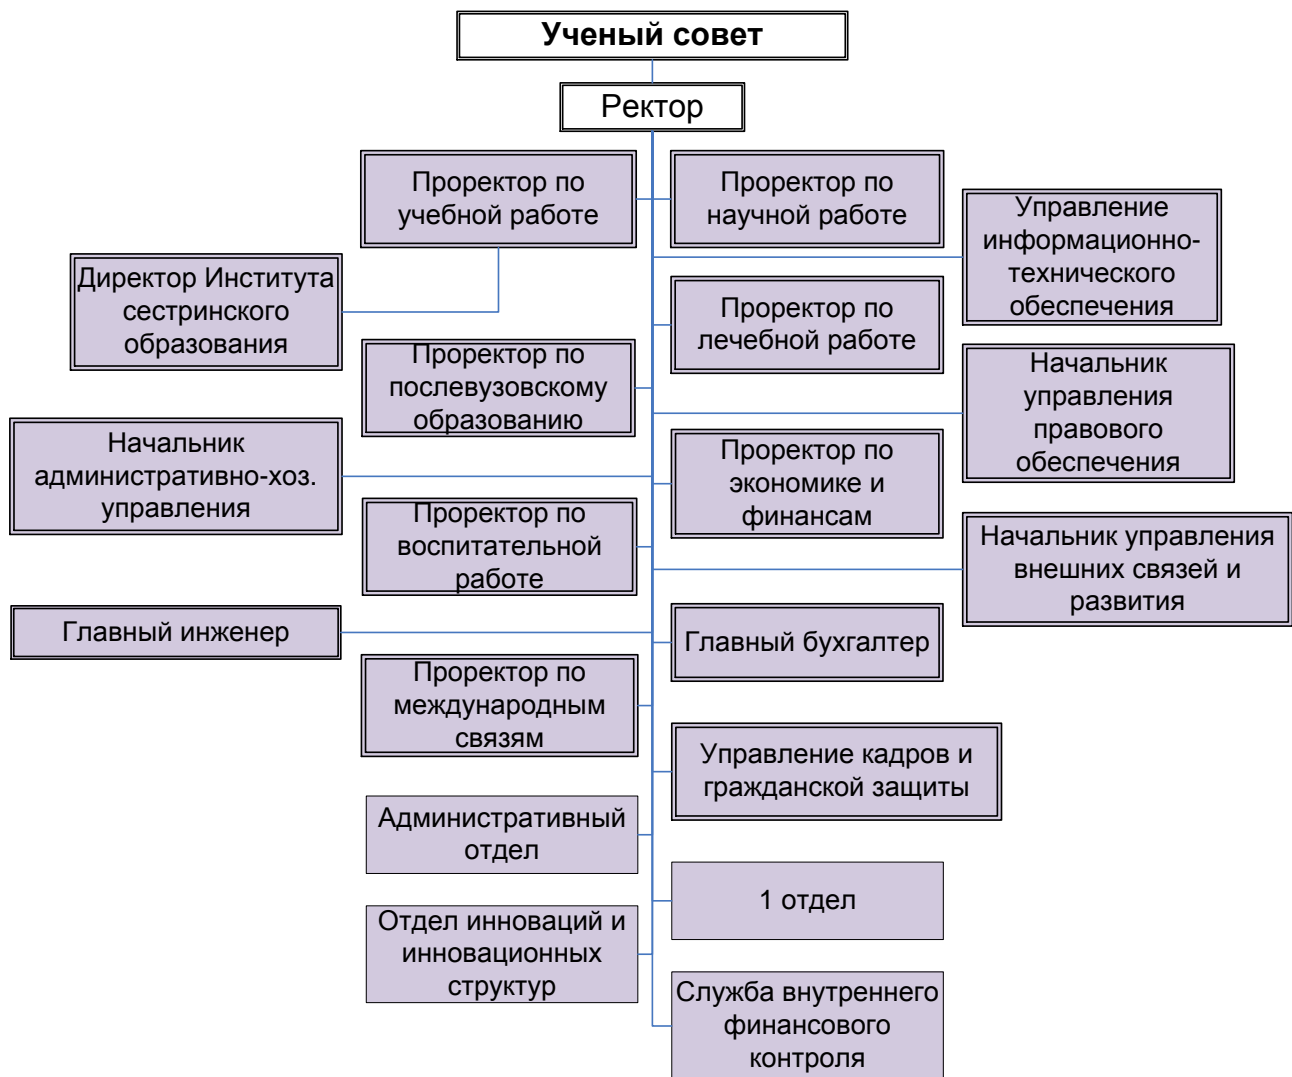 Ученый совет
Ректор
Проректор по
учебной работе
Проректор по
научной работе
Управление
информационно-
технического
обеспечения
Директор Института
сестринского
образования
Проректор по
лечебной работе
Проректор по
послевузовскому
образованию
Начальник
управления
правового
обеспечения
Начальник
административно-хоз.
управления
Проректор по
экономике и
финансам
Проректор по
воспитательной
работе
Начальник управления
внешних связей и
развития
Главный инженер
Главный бухгалтер
Проректор по
международным
связям
Управление кадров и
гражданской защиты
Административный
отдел
1 отдел
Отдел инноваций и
инновационных
структур
Служба внутреннего
финансового
контроля